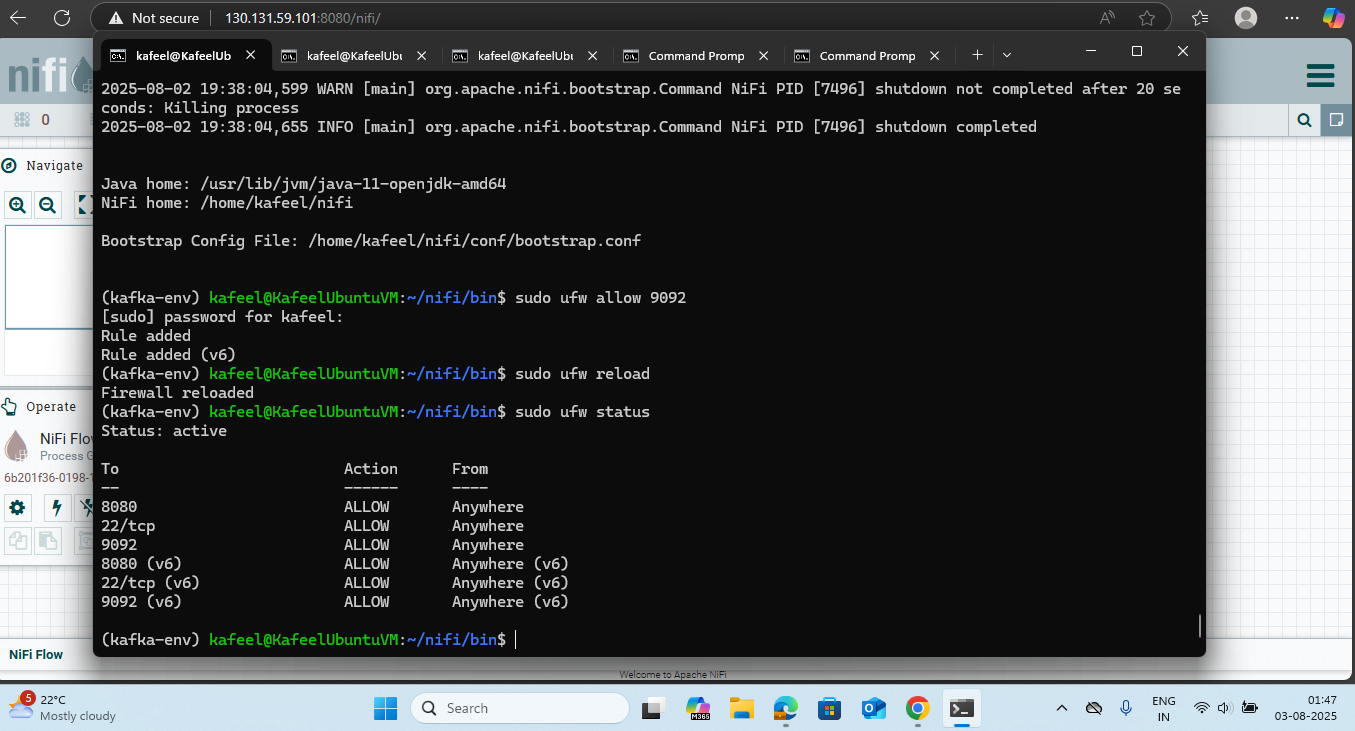 Not secure
130.131.59.101:8080/nifi/
kafeel@KafeelUb
kafeel@KafeelUbu
kafeel@KafeelUbu
Command Promp
Command Promp
nifi
0
Navigate
Operate
NiFi Flo
Process G
6b201f36-0198-
2025-08-02 19:38:04,599 WARN [main] org.apache.nifi.bootstrap.Command NiFi PID [7496] shutdown not completed after 20 se
conds: Killing process
2025-08-02 19:38:04,655 INFO [main] org.apache.nifi.bootstrap.Command NiFi PID [7496] shutdown completed
Java home: /usr/lib/jvm/java-11-openjdk-amd64
NiFi home: /home/kafeel/nifi
Bootstrap Config File: /home/kafeel/nifi/conf/bootstrap.conf
(kafka-env) kafeel@KafeelUbuntuVM:~/nifi/bin$ sudo ufw allow 9092
[sudo] password for kafeel:
Rule added
Rule added (v6)
(kafka-env) kafeel@KafeelUbuntuVM:~/nifi/bin$ sudo ufw reload
Firewall reloaded
(kafka-env) kafeel@KafeelUbuntuVM:~/nifi/bin$ sudo ufw status
Status: active
To Action From
-- ------ ----
8080 ALLOW Anywhere
22/tcp ALLOW Anywhere
9092 ALLOW Anywhere
8080 (v6) ALLOW Anywhere (v6)
22/tcp (v6) ALLOW Anywhere (v6)
9092 (v6) ALLOW Anywhere (v6)
(kafka-env) kafeel@KafeelUbuntuVM:~/nifi/bin$
NiFi Flow
Welcome to Apache NiFi
5
22°C
Mostly cloudy
Search
M365
ENG
IN
01:47
03-08-2025